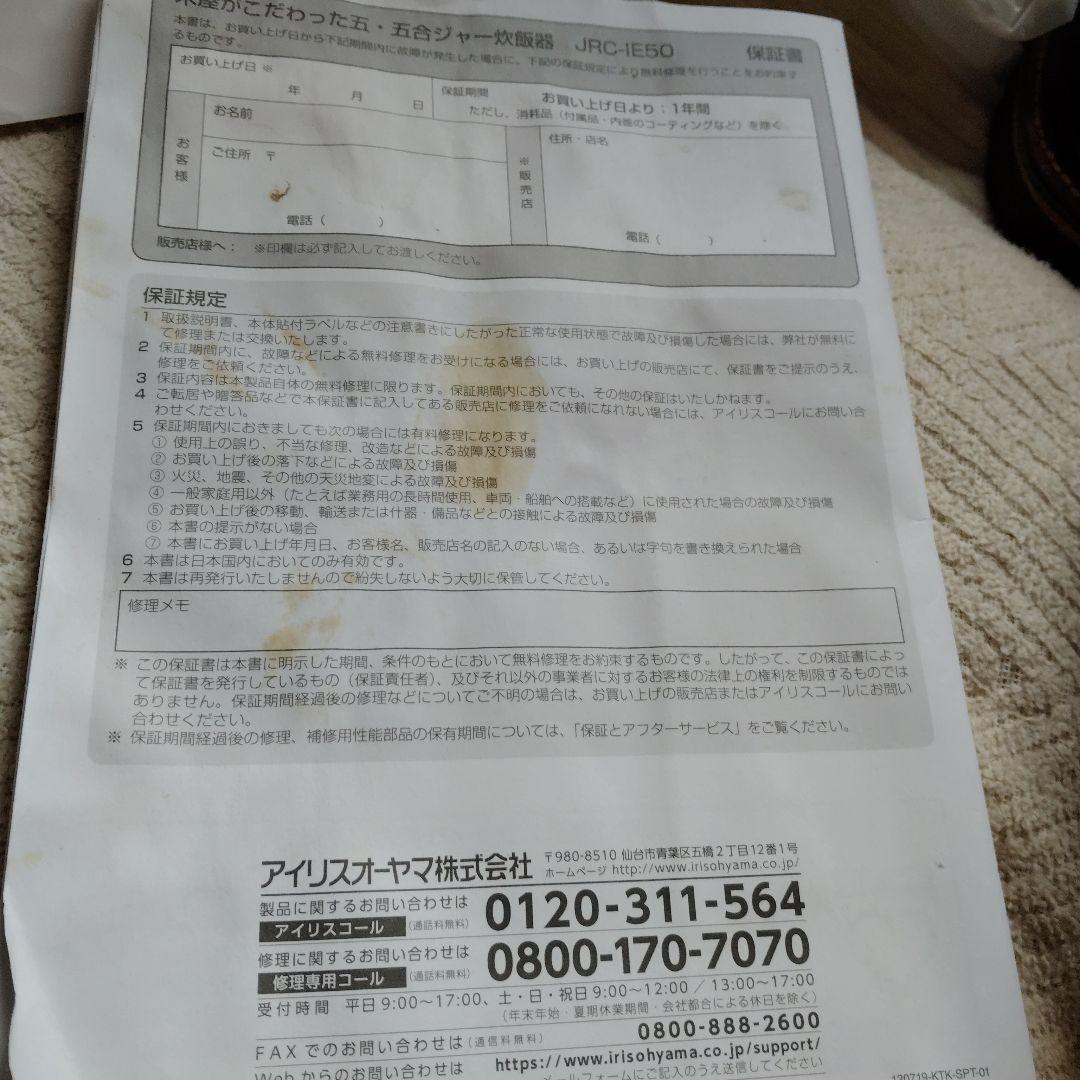 米屋がこだわった五・五合ジャー炊飯器 JRC-IE50 保証書
本書は、お買い上げ日から下記期間内に故障が発生した場合に、下記の保証規定により無料修理を行うことをお約束す
るものです。
お買い上げ日 ※
年 月 日
保証期間
お買い上げ日より：1年間
ただし、消耗品（付属品・内釜のコーティングなど）を除く。
お客様
お名前
ご住所 〒
電話（ ） -
※販売店
住所・店名
電話（ ） -
販売店様へ： ※印欄は必ず記入してお渡しください。
保証規定
1 取扱説明書、本体貼付ラベルなどの注意書きにしたがった正常な使用状態で故障及び損傷した場合には、弊社が無料に
て修理または交換いたします。
2 保証期間内に、故障などによる無料修理をお受けになる場合には、お買い上げの販売店にて、保証書をご提示のうえ、
修理をご依頼ください。
3 保証内容は本製品自体の無料修理に限ります。保証期間内においても、その他の保証はいたしかねます。
4 ご転居や贈答品などで本保証書に記入してある販売店に修理をご依頼になれない場合には、アイリスコールにお問い合
わせください。
5 保証期間内におきましても次の場合には有料修理になります。
① 使用上の誤り、不当な修理、改造などによる故障及び損傷
② お買い上げ後の落下などによる故障及び損傷
③ 火災、地震、その他の天災地変による故障及び損傷
④ 一般家庭用以外（たとえば業務用の長時間使用、車両・船舶への搭載など）に使用された場合の故障及び損傷
⑤ お買い上げ後の移動、輸送または什器・備品などとの接触による故障及び損傷
⑥ 本書の提示がない場合
⑦ 本書にお買い上げ年月日、お客様名、販売店名の記入のない場合、あるいは字句を書き換えられた場合
6 本書は日本国内においてのみ有効です。
7 本書は再発行いたしませんので紛失しないよう大切に保管してください。
修理メモ
※ この保証書は本書に明示した期間、条件のもとにおいて無料修理をお約束するものです。したがって、この保証書によっ
て保証書を発行しているもの（保証責任者）、及びそれ以外の事業者に対するお客様の法律上の権利を制限するものでは
ありません。保証期間経過後の修理などについてご不明の場合は、お買い上げの販売店またはアイリスコールにお問い
合わせください。
※ 保証期間経過後の修理、補修用性能部品の保有期間については、「保証とアフターサービス」をご覧ください。
アイリスオーヤマ株式会社 〒980-8510 仙台市青葉区五橋2丁目12番1号
ホームページ http://www.irisohyama.co.jp/
製品に関するお問い合わせは
アイリスコール （通話料無料） 0120-311-564
修理に関するお問い合わせは
修理専用コール （通話料無料） 0800-170-7070
受付時間 平日9:00～17:00、土・日・祝日9:00～12:00 / 13:00～17:00
（年末年始・夏期休業期間・会社都合による休日を除く）
FAXでのお問い合わせは（通信料無料） 0800-888-2600
Webからのお問い合わせは https://www.irisohyama.co.jp/support/
メールフォームにご記入のうえ送信してください
120719-KTK-SPT-01